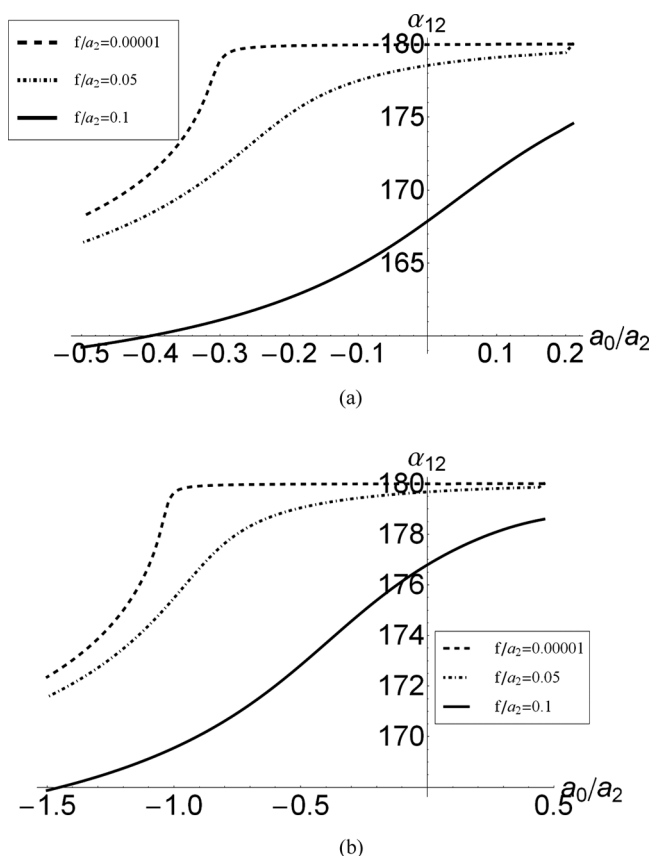 α12
f/a2=0.00001
f/a2=0.05
f/a2=0.1
180
175
170
165
−0.5 −0.4 −0.3 −0.2 −0.1 0.1 0.2 a0/a2
(a)
α12
180
178
176
174
172
170
f/a2=0.00001
f/a2=0.05
f/a2=0.1
−1.5 −1.0 −0.5 0.5 a0/a2
(b)